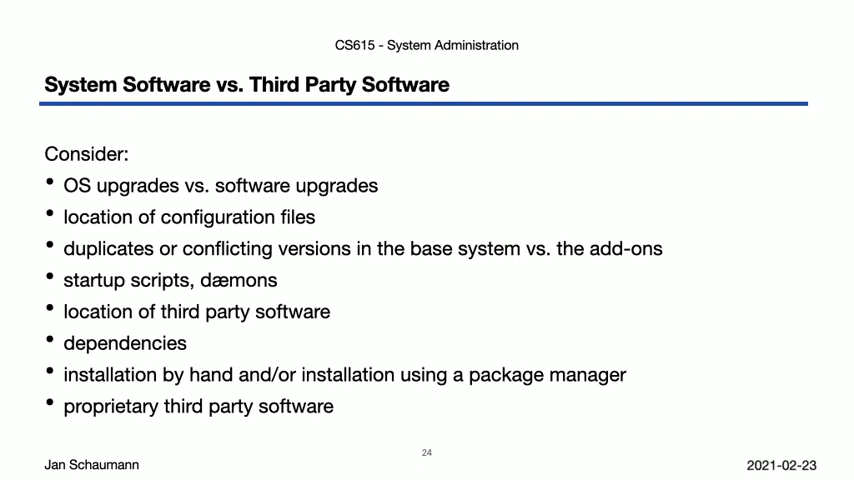 CS615 - System Administration
System Software vs. Third Party Software
Consider:
• OS upgrades vs. software upgrades
• location of configuration files
• duplicates or conflicting versions in the base system vs. the add-ons
• startup scripts, dæmons
• location of third party software
• dependencies
• installation by hand and/or installation using a package manager
• proprietary third party software
24
Jan Schaumann
2021-02-23